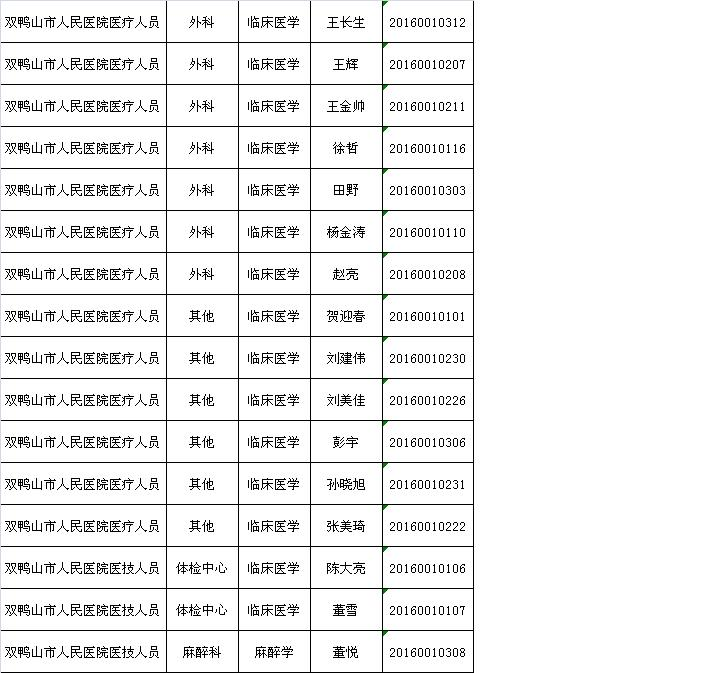 双鸭山市人民医院医疗人员 外科 临床医学 王长生 20160010312
双鸭山市人民医院医疗人员 外科 临床医学 王辉 20160010207
双鸭山市人民医院医疗人员 外科 临床医学 王金帅 20160010211
双鸭山市人民医院医疗人员 外科 临床医学 徐哲 20160010116
双鸭山市人民医院医疗人员 外科 临床医学 田野 20160010303
双鸭山市人民医院医疗人员 外科 临床医学 杨金涛 20160010110
双鸭山市人民医院医疗人员 外科 临床医学 赵亮 20160010208
双鸭山市人民医院医疗人员 其他 临床医学 贺迎春 20160010101
双鸭山市人民医院医疗人员 其他 临床医学 刘建伟 20160010230
双鸭山市人民医院医疗人员 其他 临床医学 刘美佳 20160010226
双鸭山市人民医院医疗人员 其他 临床医学 彭宇 20160010306
双鸭山市人民医院医疗人员 其他 临床医学 孙晓旭 20160010231
双鸭山市人民医院医疗人员 其他 临床医学 张美琦 20160010222
双鸭山市人民医院医技人员 体检中心 临床医学 陈大亮 20160010106
双鸭山市人民医院医技人员 体检中心 临床医学 董雪 20160010107
双鸭山市人民医院医技人员 麻醉科 麻醉学 董悦 20160010308